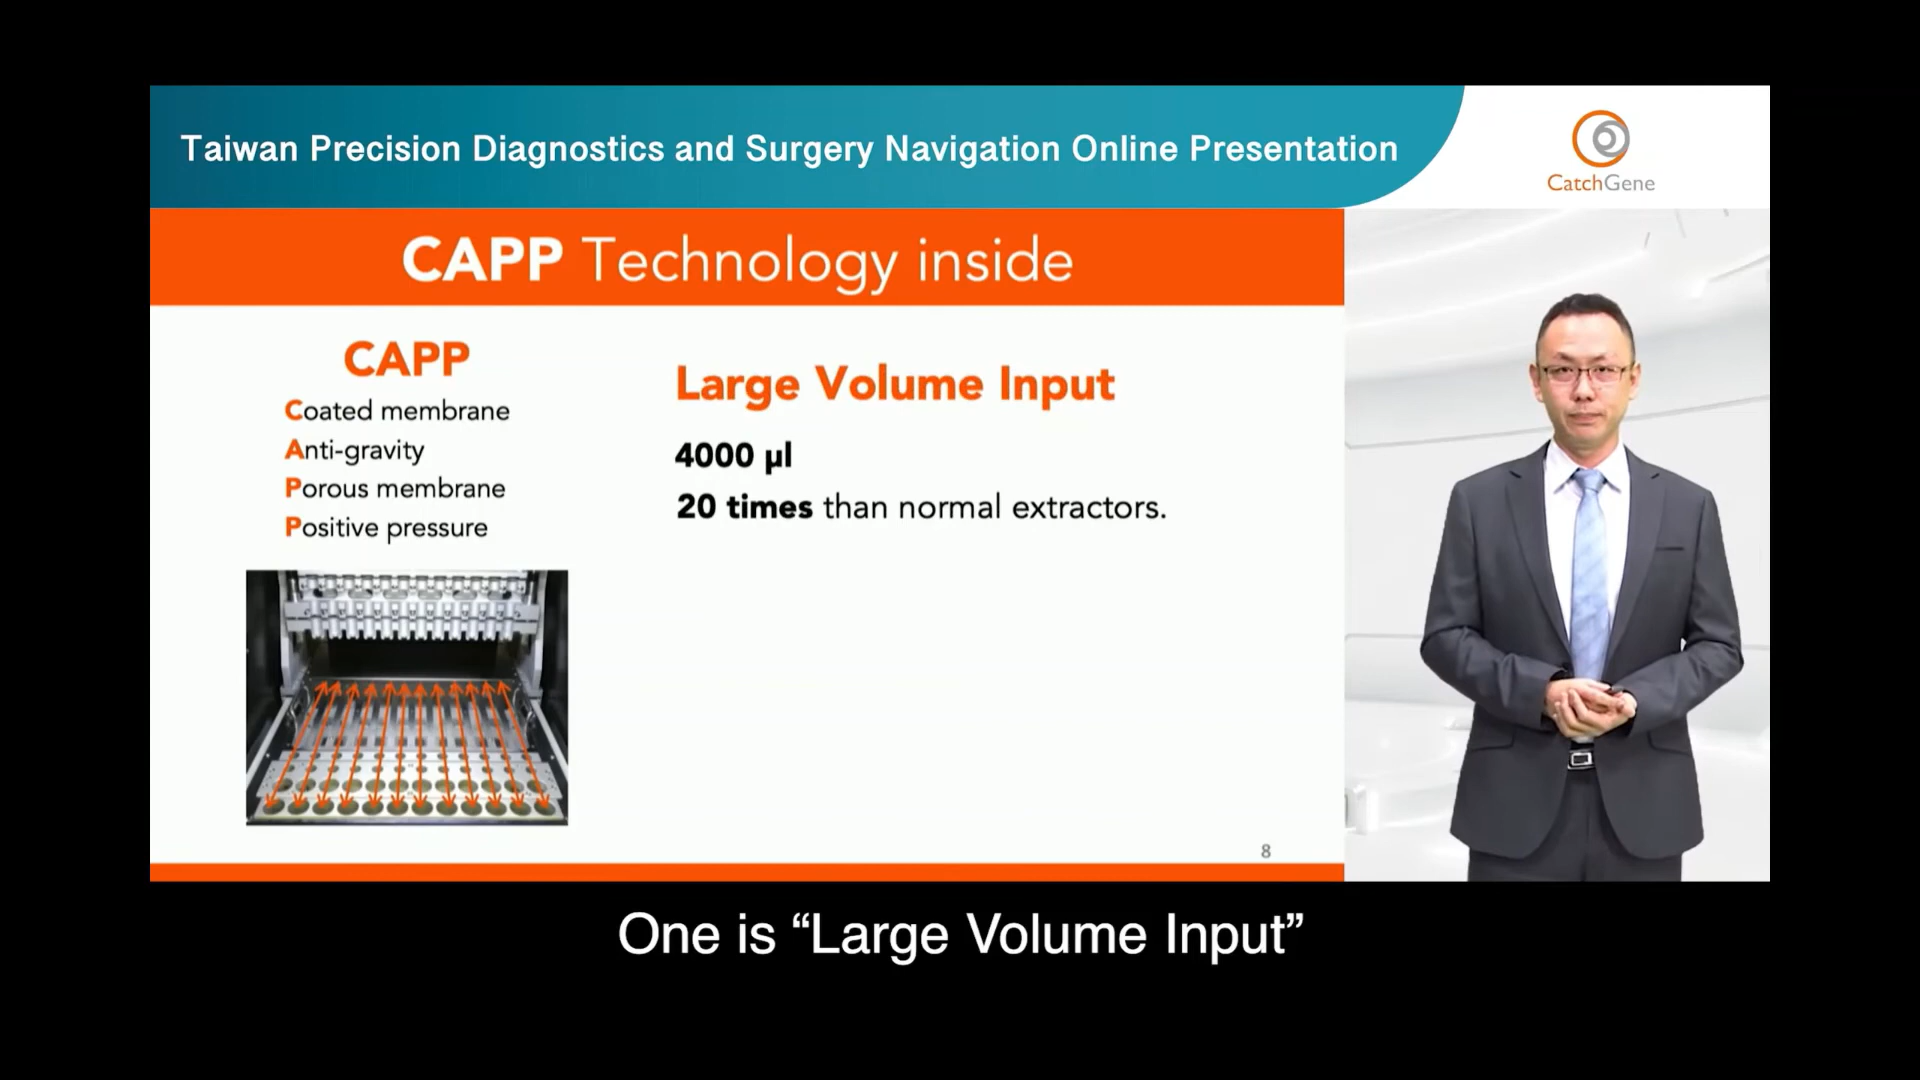 Taiwan Precision Diagnostics and Surgery Navigation Online Presentation
CatchGene
CAPP Technology inside
CAPP
Coated membrane
Anti-gravity
Porous membrane
Positive pressure
Large Volume Input
4000 µl
20 times than normal extractors.
8
One is “Large Volume Input”